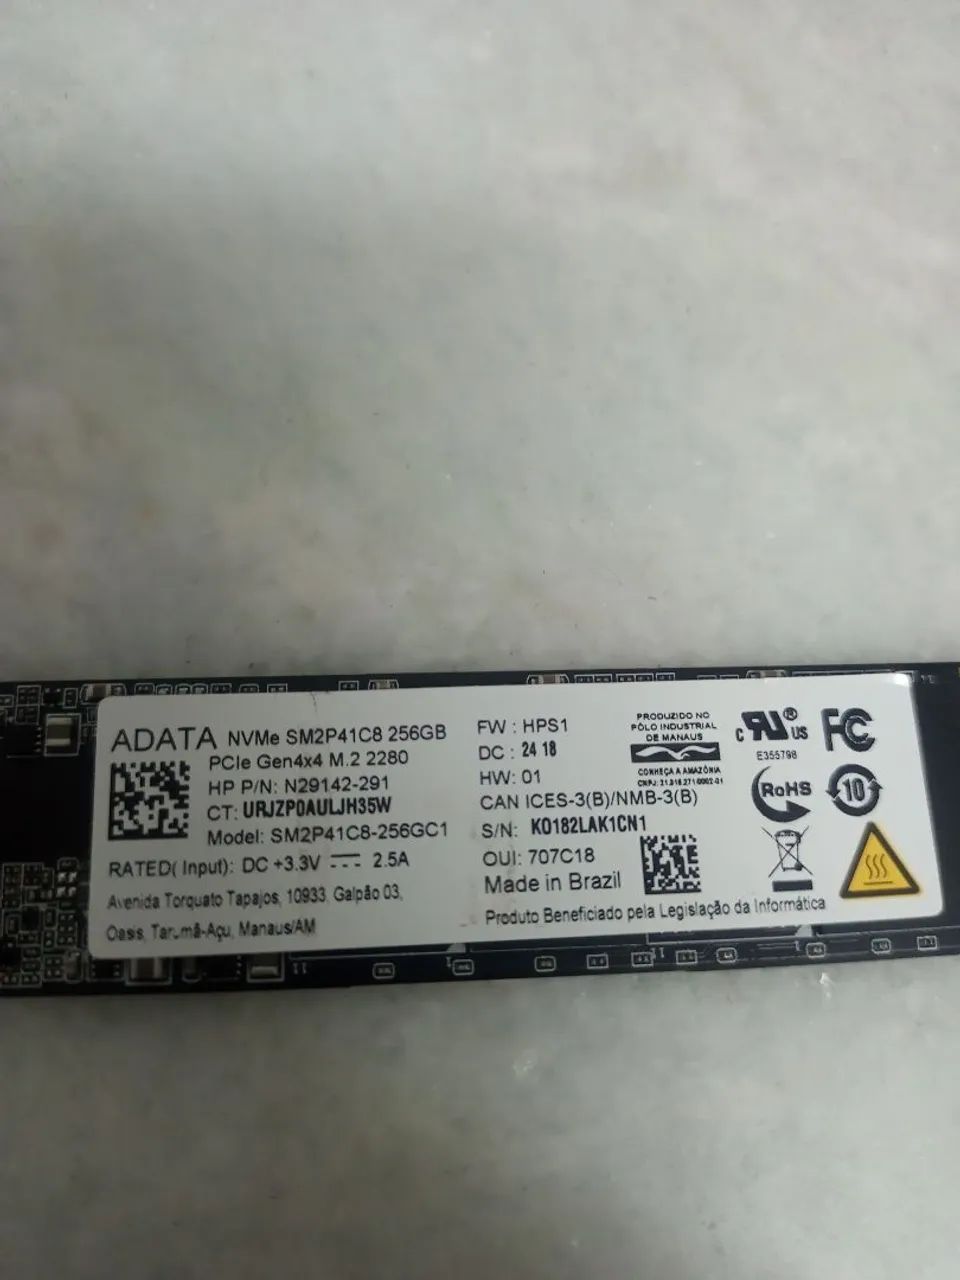 ADATA NVMe SM2P41C8 256GB
PCIe Gen4x4 M.2 2280
HP P/N: N29142-291
CT: URJZP0AULJH35W
Model: SM2P41C8-256GC1
RATED( Input): DC +3.3V 2.5A
Avenida Torquato Tapajos, 10933, Galpão 03,
Oasis, Tarumã-Açu, Manaus/AM
FW : HPS1
DC : 24 18
HW: 01
CAN ICES-3(B)/NMB-3(B)
S/N: K0182LAK1CN1
OUI: 707C18
Made in Brazil
Produto Beneficiado pela Legislação da Informática
PRODUZIDO NO
PÓLO INDUSTRIAL
DE MANAUS
CONHEÇA A AMAZÔNIA
c RU® US
E355798
FC
RoHS
10